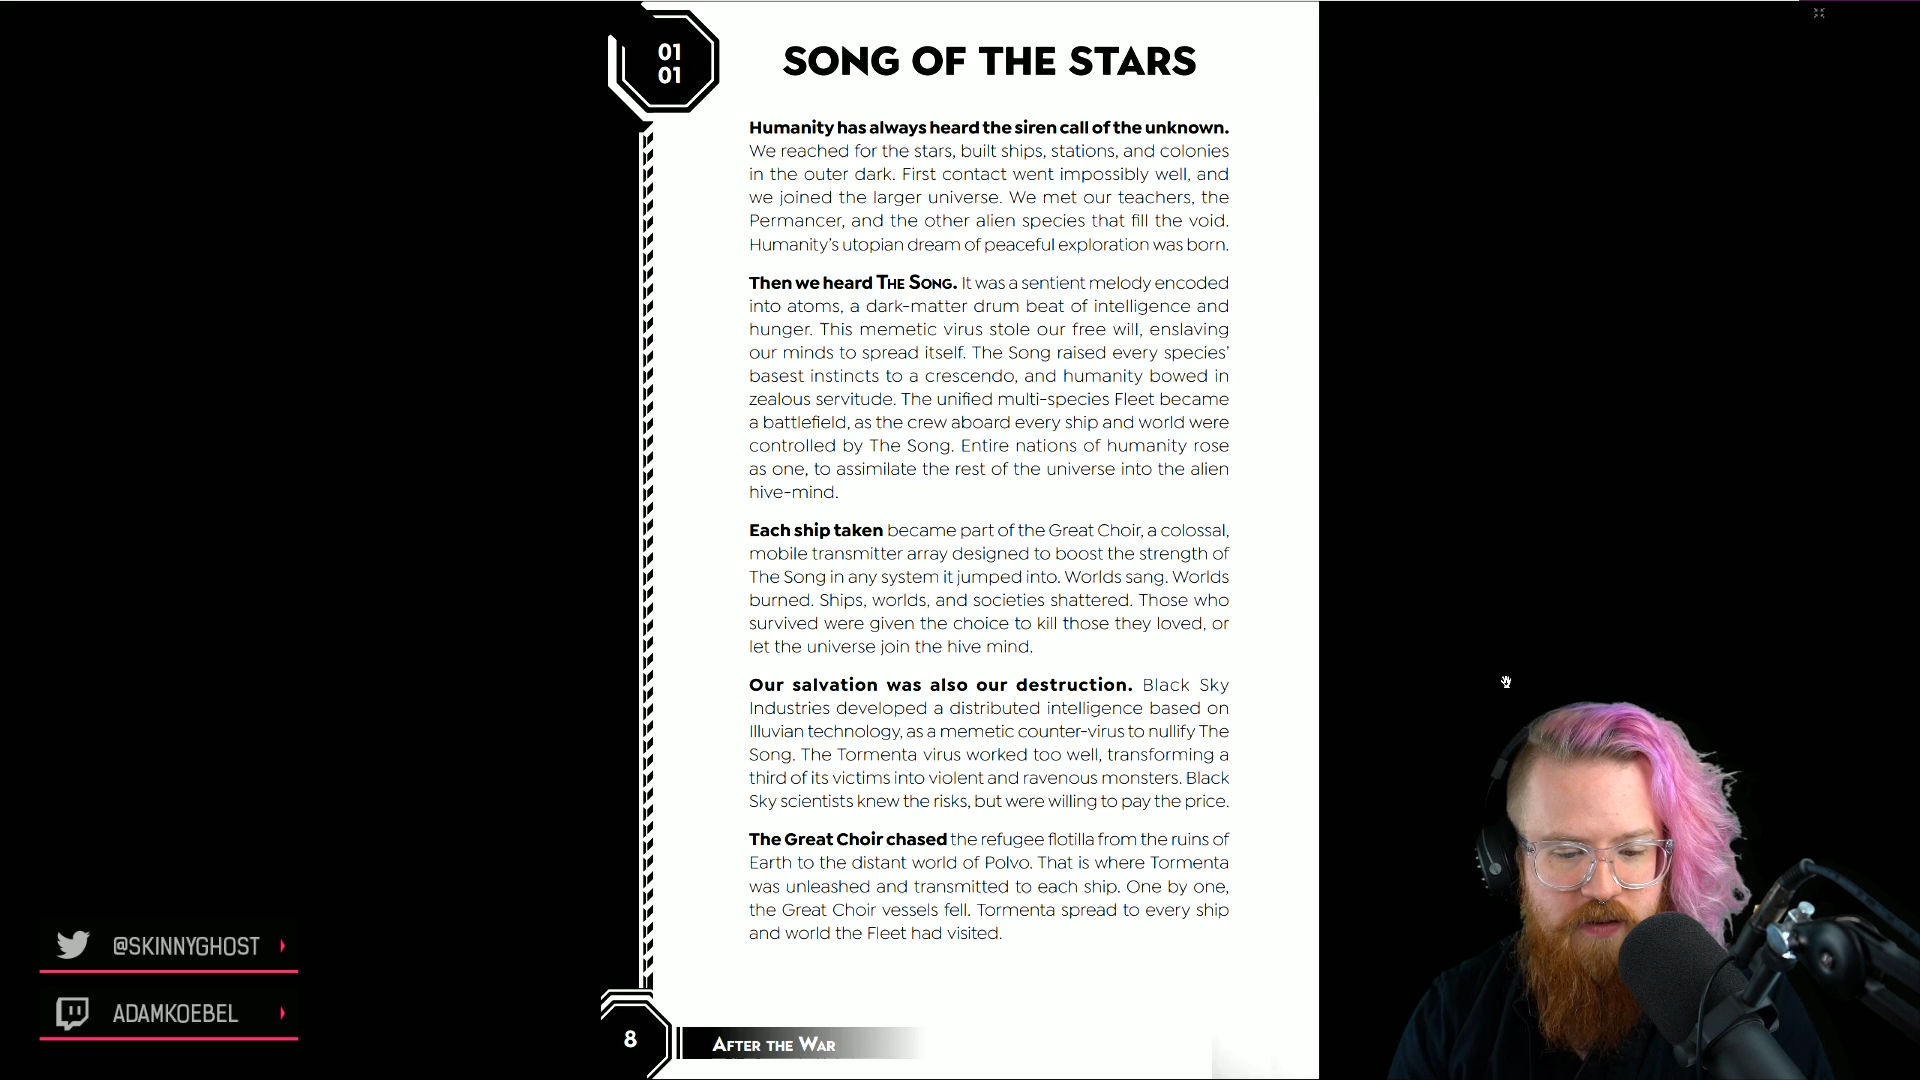 01
01
SONG OF THE STARS
Humanity has always heard the siren call of the unknown.
We reached for the stars, built ships, stations, and colonies
in the outer dark. First contact went impossibly well, and
we joined the larger universe. We met our teachers, the
Permancer, and the other alien species that fill the void.
Humanity's utopian dream of peaceful exploration was born.
Then we heard THE SONG. It was a sentient melody encoded
into atoms, a dark-matter drum beat of intelligence and
hunger. This memetic virus stole our free will, enslaving
our minds to spread itself. The Song raised every species'
basest instincts to a crescendo, and humanity bowed in
zealous servitude. The unified multi-species Fleet became
a battlefield, as the crew aboard every ship and world were
controlled by The Song. Entire nations of humanity rose
as one, to assimilate the rest of the universe into the alien
hive-mind.
Each ship taken became part of the Great Choir, a colossal,
mobile transmitter array designed to boost the strength of
The Song in any system it jumped into. Worlds sang. Worlds
burned. Ships, worlds, and societies shattered. Those who
survived were given the choice to kill those they loved, or
let the universe join the hive mind.
Our salvation was also our destruction. Black Sky
Industries developed a distributed intelligence based on
Illuvian technology, as a memetic counter-virus to nullify The
Song. The Tormenta virus worked too well, transforming a
third of its victims into violent and ravenous monsters. Black
Sky scientists knew the risks, but were willing to pay the price.
The Great Choir chased the refugee flotilla from the ruins of
Earth to the distant world of Polvo. That is where Tormenta
was unleashed and transmitted to each ship. One by one,
the Great Choir vessels fell. Tormenta spread to every ship
and world the Fleet had visited.
8
AFTER THE WAR
@SKINNYGHOST
ADAMKOEBEL